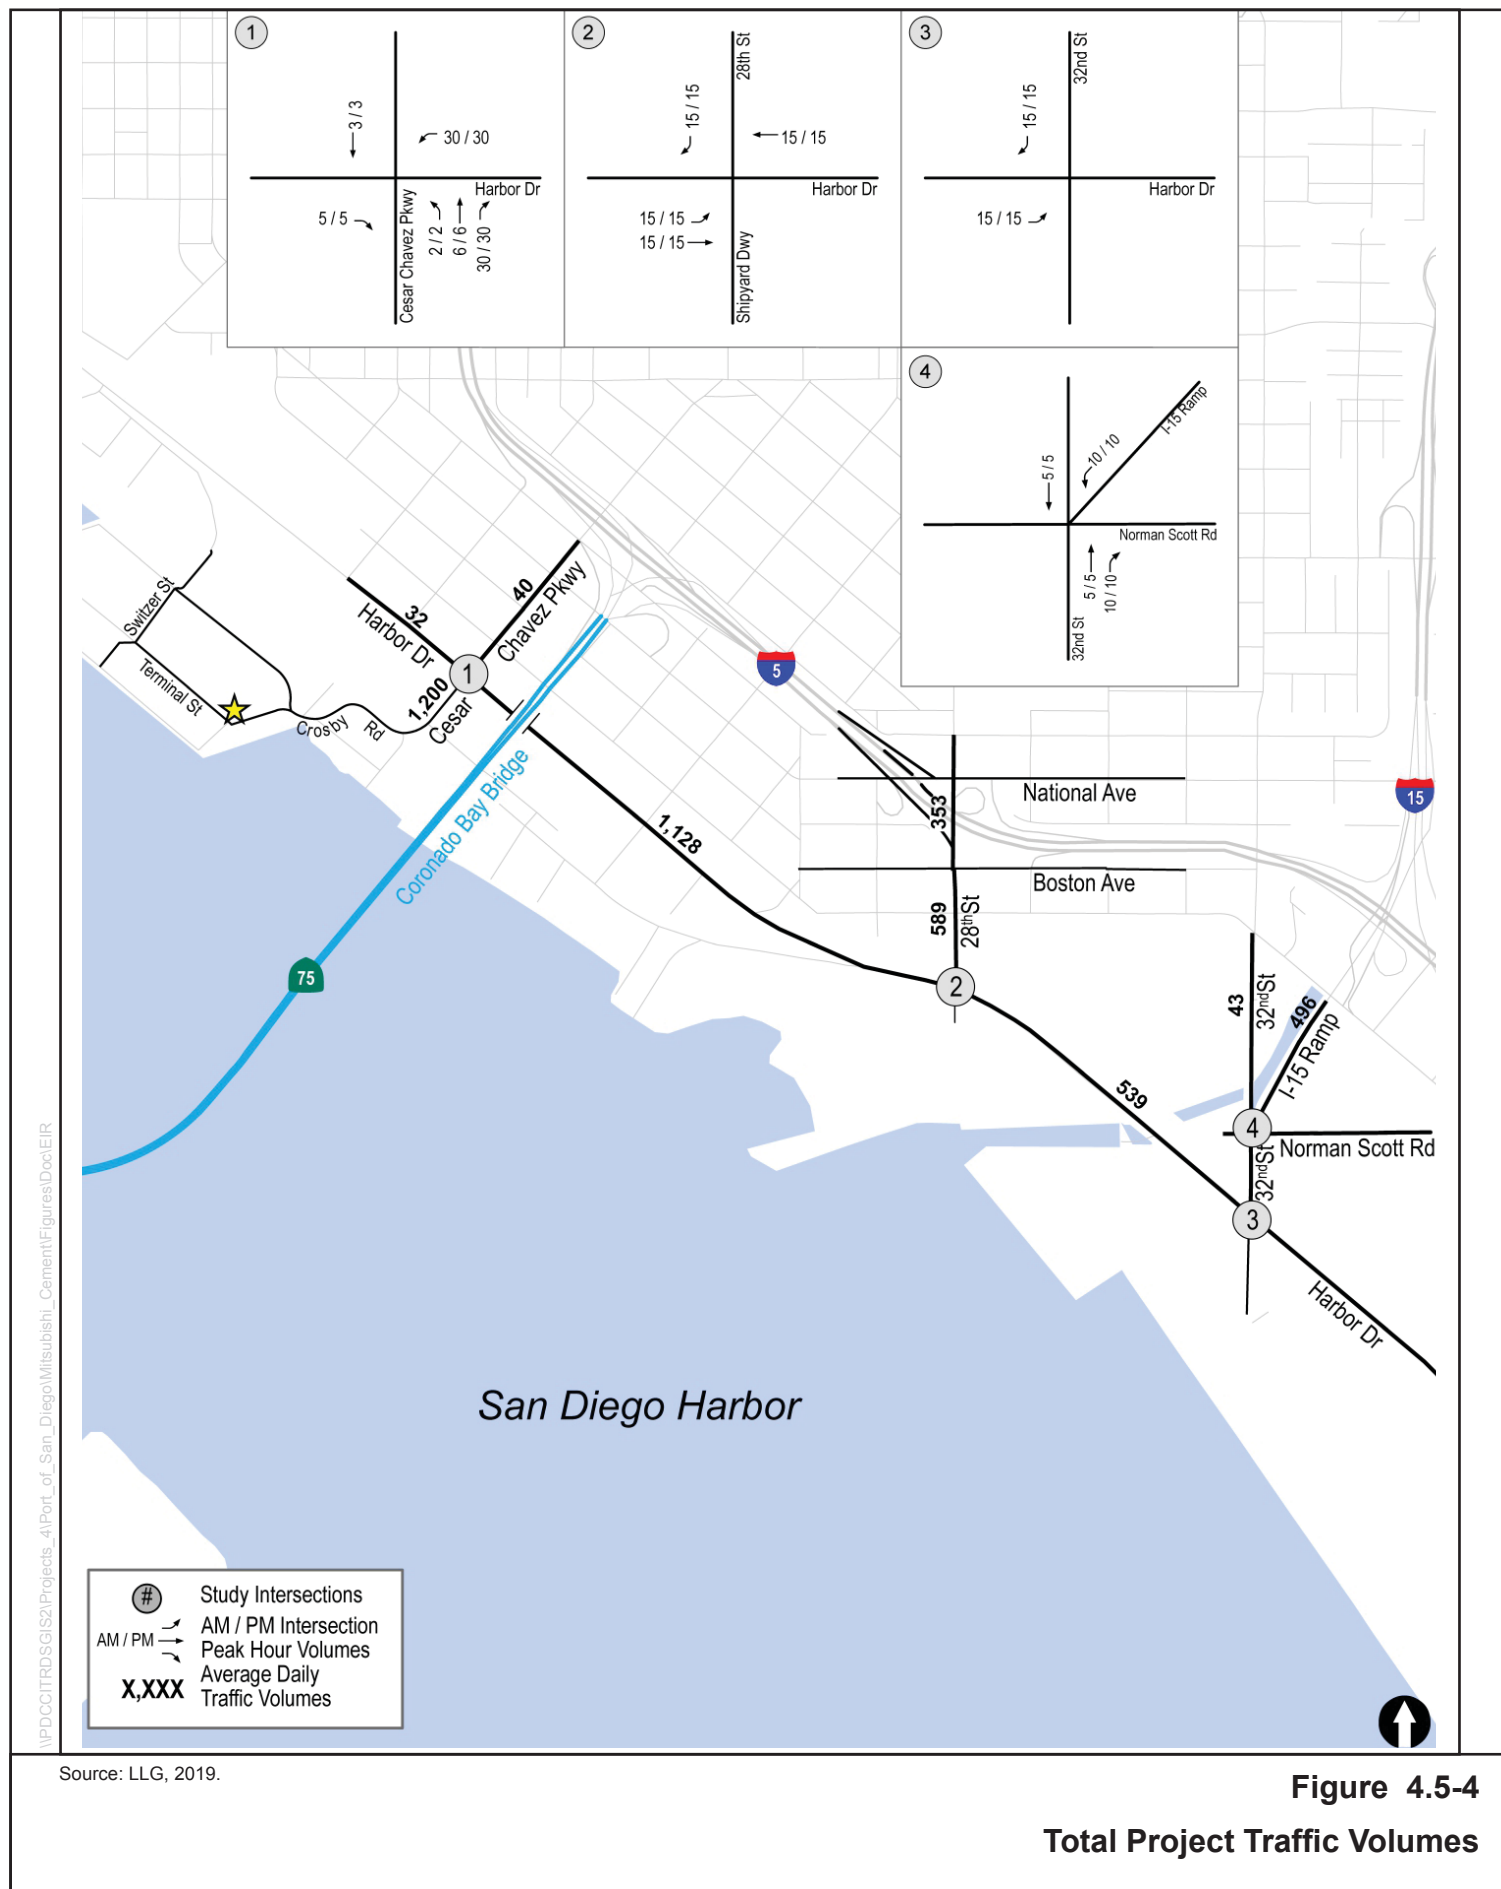 1
3 / 3
30 / 30
Harbor Dr
5 / 5
Cesar Chavez Pkwy
2 / 2
6 / 6
30 / 30
2
28th St
15 / 15
15 / 15
Harbor Dr
15 / 15
15 / 15
Shipyard Dwy
3
32nd St
15 / 15
Harbor Dr
15 / 15
4
I-15 Ramp
5 / 5
10 / 10
Norman Scott Rd
5 / 5
10 / 10
32nd St
Switzer St
Terminal St
Crosby Rd
32
Harbor Dr
40
Chavez Pkwy
1
1,200
Cesar
5
Coronado Bay Bridge
75
1,128
353
National Ave
15
Boston Ave
589
28th St
2
43
32nd St
496
I-15 Ramp
539
4
Norman Scott Rd
32nd St
3
Harbor Dr
San Diego Harbor
# Study Intersections
AM / PM AM / PM Intersection
Peak Hour Volumes
X,XXX Average Daily
Traffic Volumes
\\PDCCITRDSGIS2\Projects_4\Port_of_San_Diego\Mitsubishi_Cement\Figures\Doc\EIR
Source: LLG, 2019.
Figure 4.5-4
Total Project Traffic Volumes